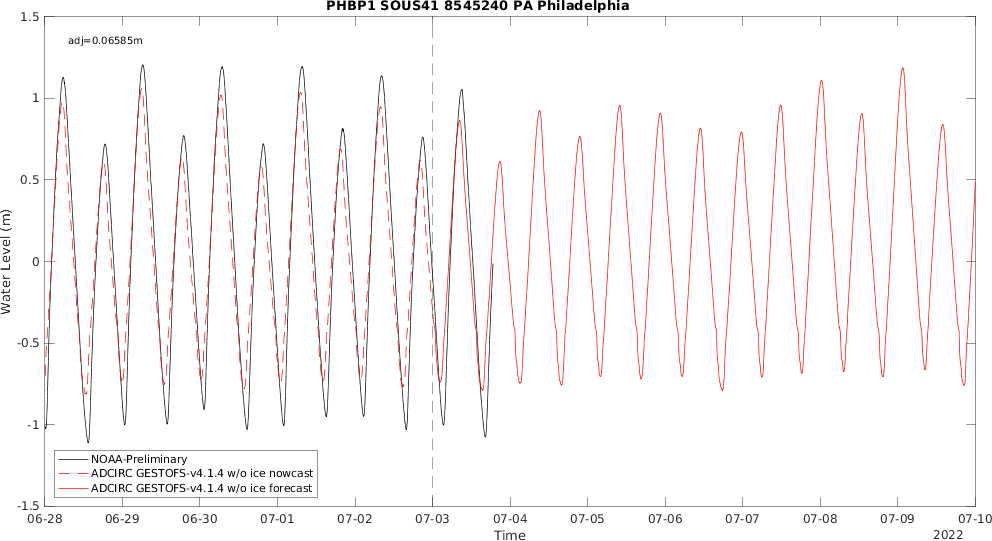 PHBP1 SOUS41 8545240 PA Philadelphia
adj=0.06585m
1.5
1
0.5
0
-0.5
-1
-1.5
Water Level (m)
NOAA-Preliminary
ADCIRC GESTOFS-v4.1.4 w/o ice nowcast
ADCIRC GESTOFS-v4.1.4 w/o ice forecast
06-28 06-29 06-30 07-01 07-02 07-03 07-04 07-05 07-06 07-07 07-08 07-09 07-10
Time
2022